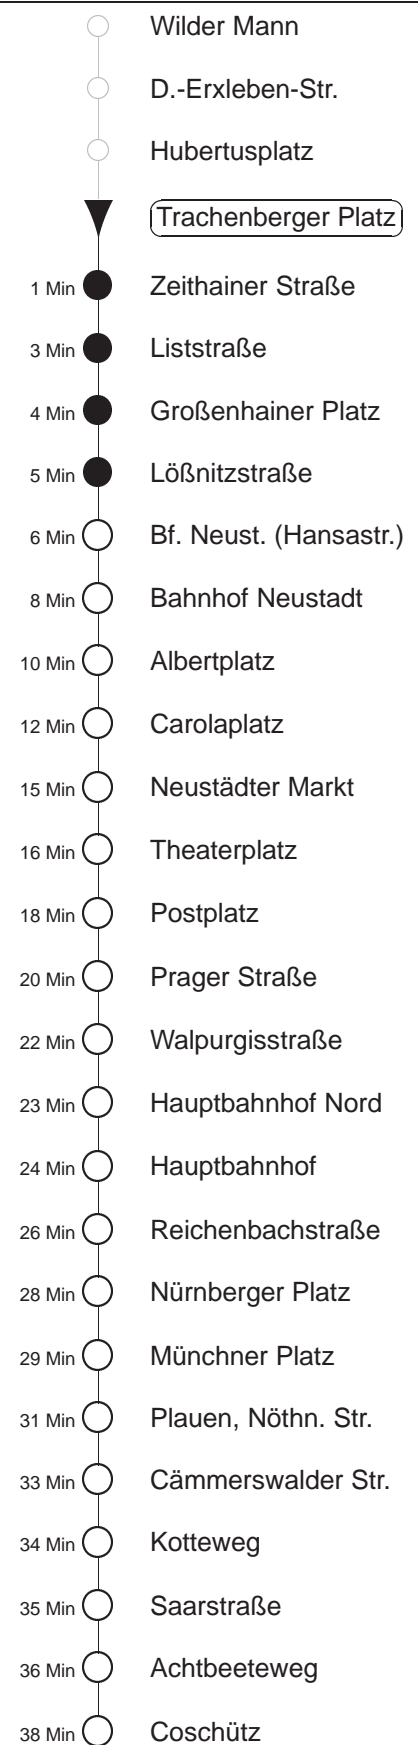 Wilder Mann
D.-Erxleben-Str.
Hubertusplatz
Trachenberger Platz
1 Min Zeithainer Straße
3 Min Liststraße
4 Min Großenhainer Platz
5 Min Lößnitzstraße
6 Min Bf. Neust. (Hansastr.)
8 Min Bahnhof Neustadt
10 Min Albertplatz
12 Min Carolaplatz
15 Min Neustädter Markt
16 Min Theaterplatz
18 Min Postplatz
20 Min Prager Straße
22 Min Walpurgisstraße
23 Min Hauptbahnhof Nord
24 Min Hauptbahnhof
26 Min Reichenbachstraße
28 Min Nürnberger Platz
29 Min Münchner Platz
31 Min Plauen, Nöthn. Str.
33 Min Cämmerswalder Str.
34 Min Kotteweg
35 Min Saarstraße
36 Min Achtbeeteweg
38 Min Coschütz